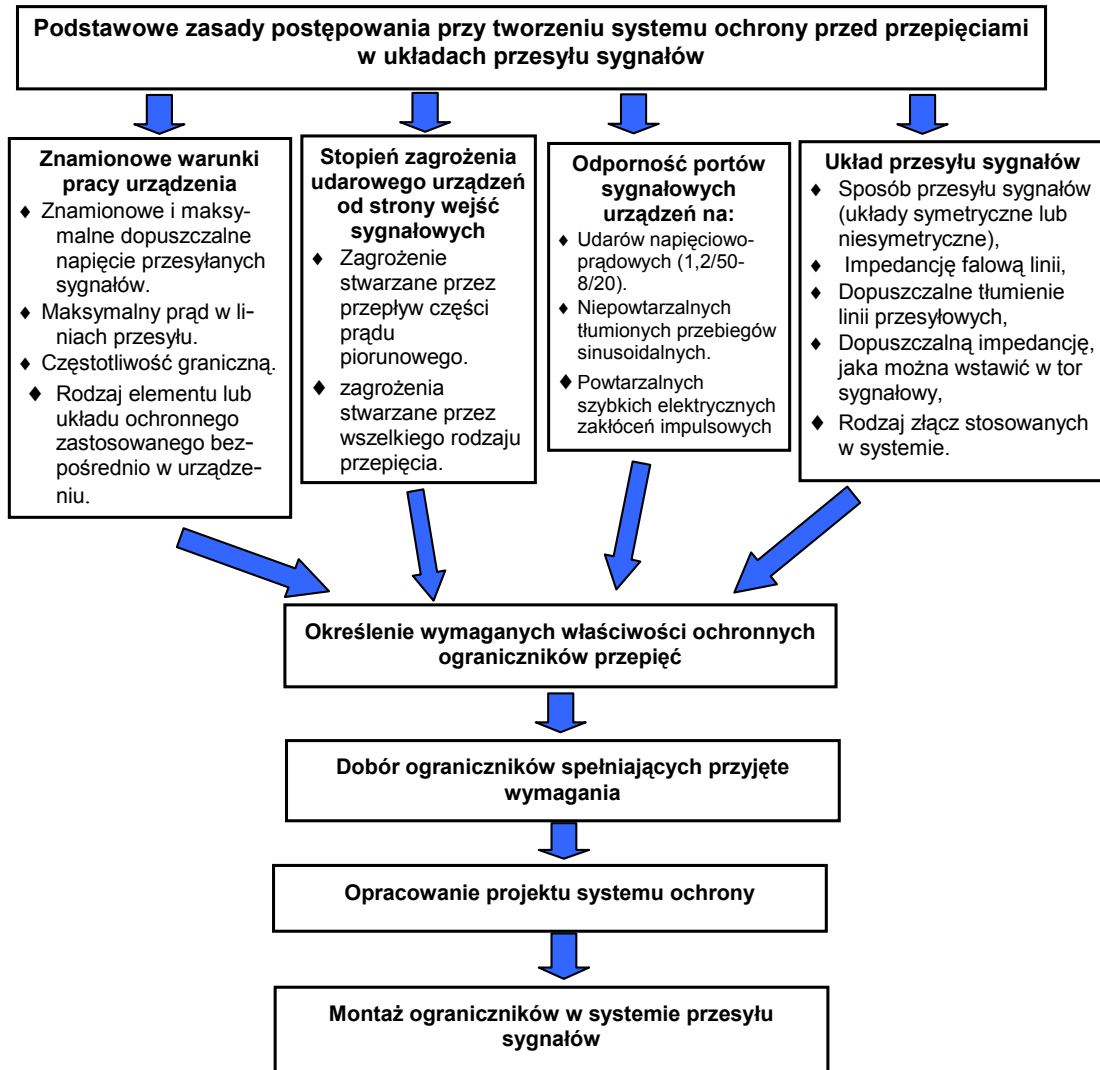 Podstawowe zasady postępowania przy tworzeniu systemu ochrony przed przepięciami
w układach przesyłu sygnałów
Znamionowe warunki
pracy urządzenia
♦ Znamionowe i maksy-
malne dopuszczalne
napięcie przesyłanych
sygnałów.
♦ Maksymalny prąd w li-
niach przesyłu.
♦ Częstotliwość graniczną.
♦ Rodzaj elementu lub
układu ochronnego
zastosowanego bez-
pośrednio w urządze-
niu.
Stopień zagrożenia
udarowego urządzeń
od strony wejść
sygnałowych
♦ Zagrożenie
stwarzane przez
przepływ części
prądu
piorunowego.
♦ zagrożenia
stwarzane przez
wszelkiego rodzaju
przepięcia.
Odporność portów
sygnałowych
urządzeń na:
♦ Udarów napięciowo-
prądowych (1,2/50-
8/20).
♦ Niepowtarzalnych
tłumionych przebiegów
sinusoidalnych.
♦ Powtarzalnych
szybkich elektrycznych
zakłóceń impulsowych
Układ przesyłu sygnałów
♦ Sposób przesyłu sygnałów
(układy symetryczne lub
niesymetryczne),
♦ Impedancję falową linii,
♦ Dopuszczalne tłumienie
linii przesyłowych,
♦ Dopuszczalną impedancję,
jaka można wstawić w tor
sygnałowy,
♦ Rodzaj złącz stosowanych
w systemie.
Określenie wymaganych właściwości ochronnych
ograniczników przepięć
Dobór ograniczników spełniających przyjęte
wymagania
Opracowanie projektu systemu ochrony
Montaż ograniczników w systemie przesyłu
sygnałów